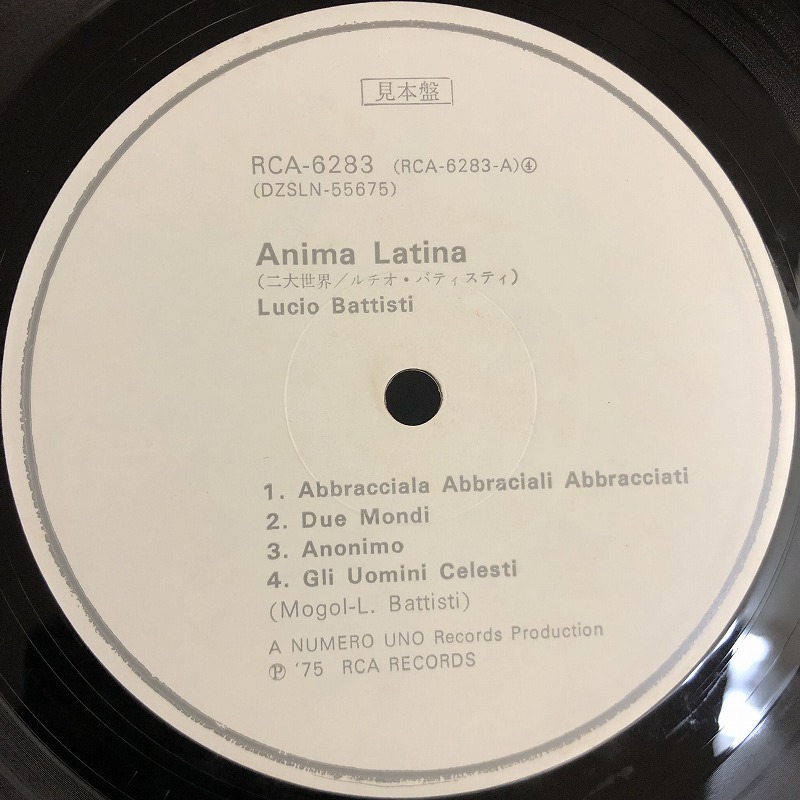 見本盤
RCA-6283 (RCA-6283-A)④
(DZSLN-55675)
Anima Latina
(二大世界/ルチオ・バティスティ)
Lucio Battisti
1. Abbracciala Abbraciali Abbracciati
2. Due Mondi
3. Anonimo
4. Gli Uomini Celesti
(Mogol-L. Battisti)
A NUMERO UNO Records Production
Ⓟ '75 RCA RECORDS